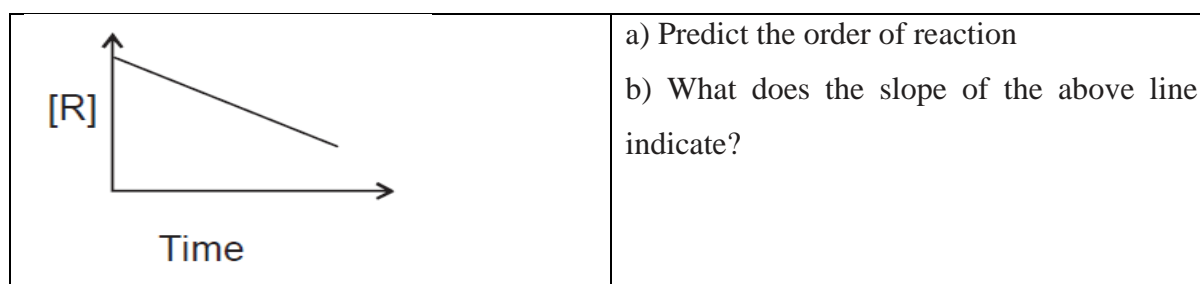 [R]
Time
a) Predict the order of reaction
b) What does the slope of the above line
indicate?